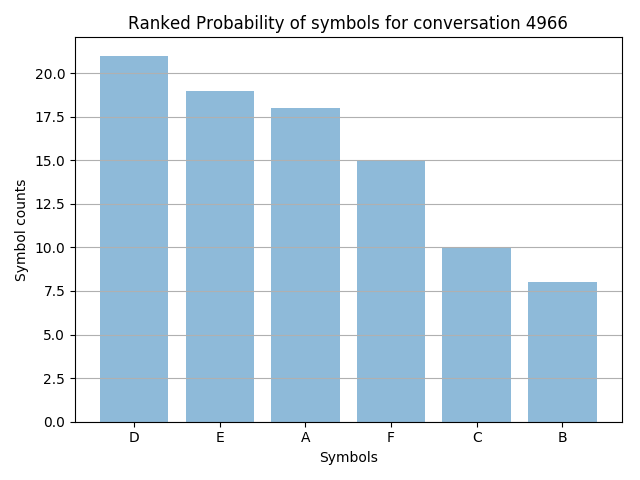 Ranked Probability of symbols for conversation 4966
20.0
17.5
15.0
12.5
10.0
7.5
5.0
2.5
0.0
Symbol counts
D E A F C B
Symbols